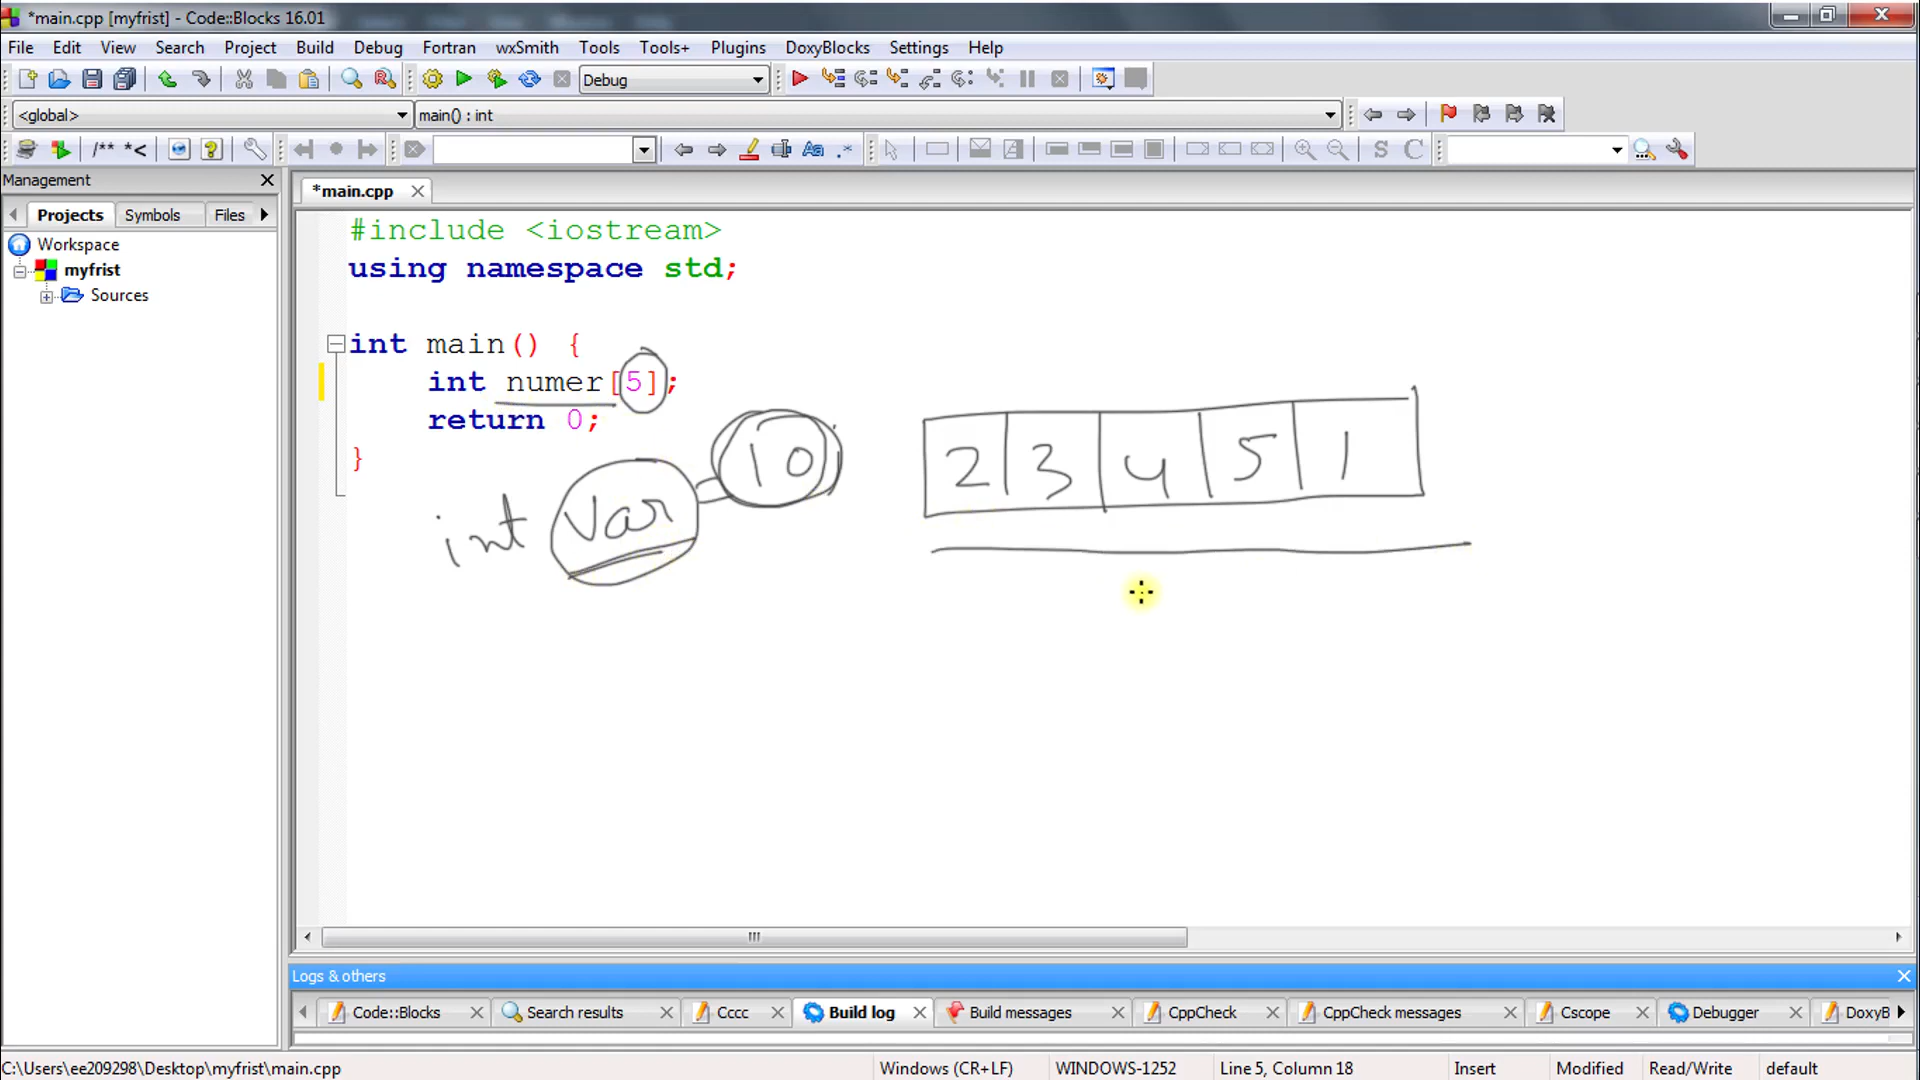 *main.cpp [myfrist] - Code::Blocks 16.01
File Edit View Search Project Build Debug Fortran wxSmith Tools Tools+ Plugins DoxyBlocks Settings Help
Debug
<global> main() : int
/** *<
Aa .* S C
Management
Projects Symbols Files
*main.cpp
Workspace
myfrist
Sources
#include <iostream>
using namespace std;
int main() {
int numer[5];
return 0;
}
int var = 10
2 3 4 5 1
Logs & others
Code::Blocks Search results Cccc Build log Build messages CppCheck CppCheck messages Cscope Debugger DoxyB
C:\Users\ee209298\Desktop\myfrist\main.cpp Windows (CR+LF) WINDOWS-1252 Line 5, Column 18 Insert Modified Read/Write default